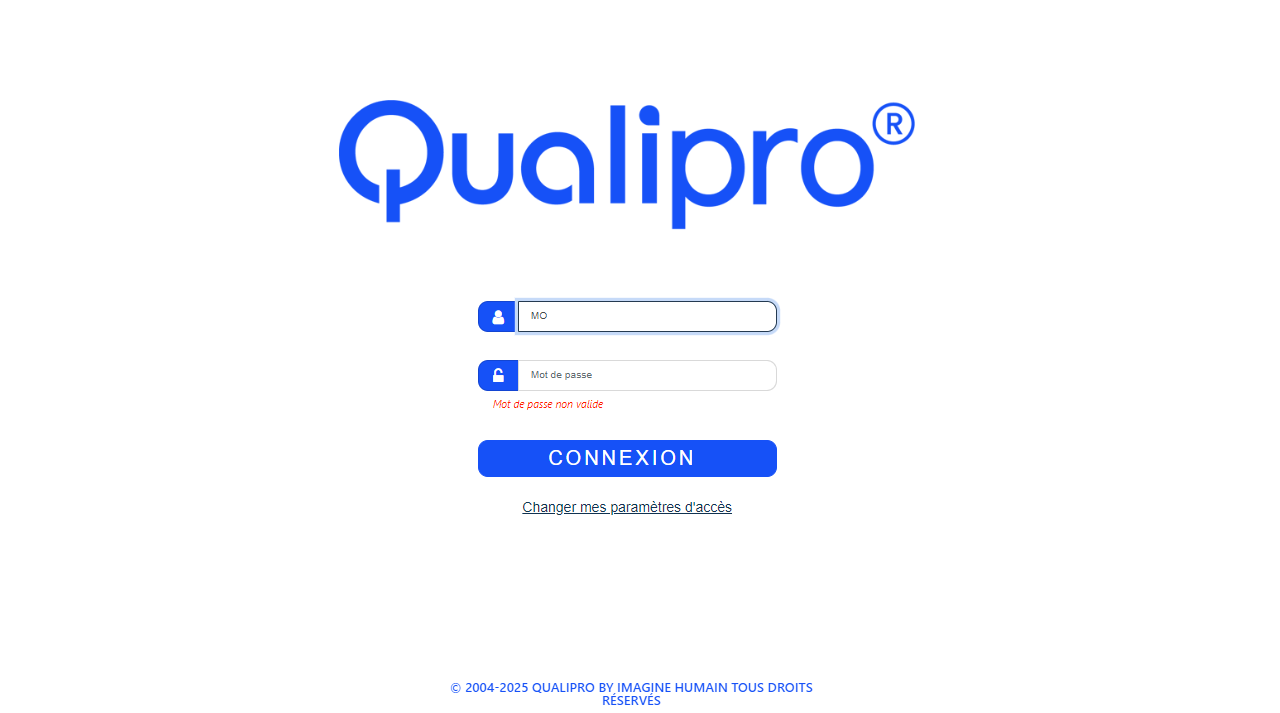 Qualipro®
MO
Mot de passe
Mot de passe non valide
CONNEXION
Changer mes paramètres d'accès
© 2004-2025 QUALIPRO BY IMAGINE HUMAIN TOUS DROITS
RÉSERVÉS